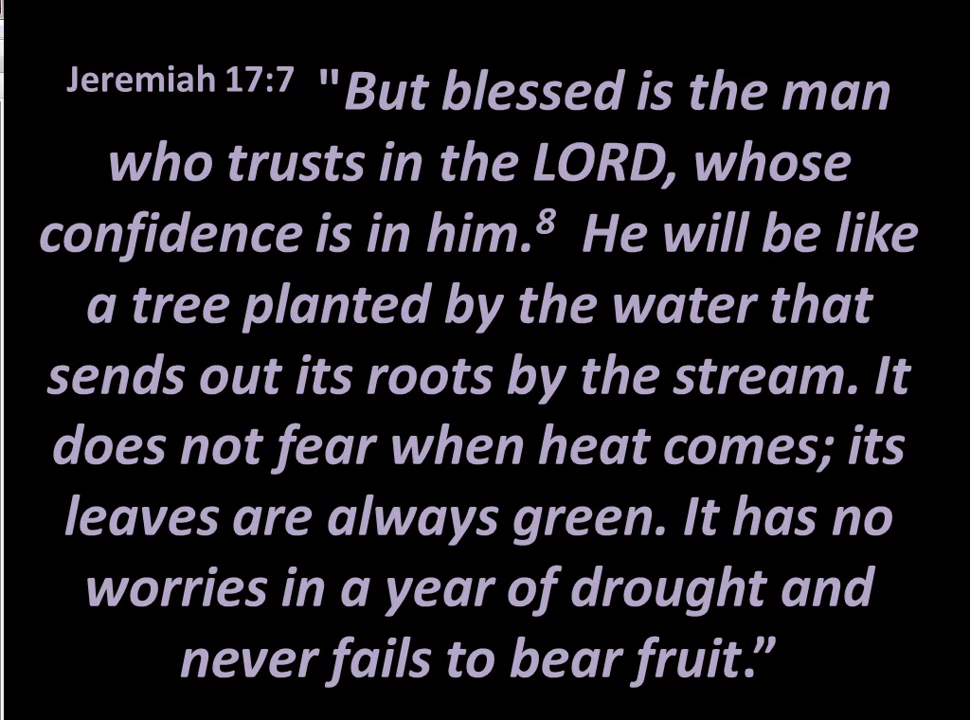 Jeremiah 17:7 "But blessed is the man
who trusts in the LORD, whose
confidence is in him.⁸ He will be like
a tree planted by the water that
sends out its roots by the stream. It
does not fear when heat comes; its
leaves are always green. It has no
worries in a year of drought and
never fails to bear fruit.”